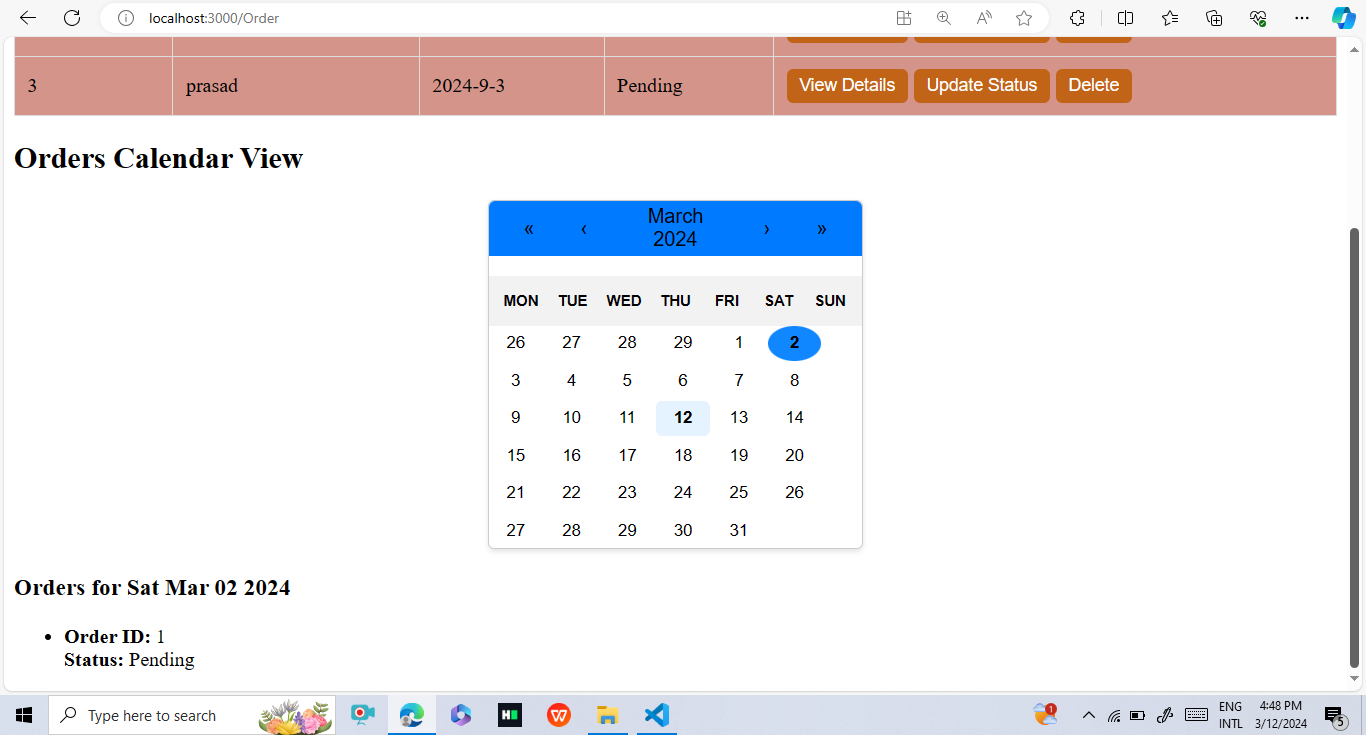 localhost:3000/Order
3 prasad 2024-9-3 Pending View Details Update Status Delete
Orders Calendar View
« ‹ March 2024 › »
MON TUE WED THU FRI SAT SUN
26 27 28 29 1 2
3 4 5 6 7 8
9 10 11 12 13 14
15 16 17 18 19 20
21 22 23 24 25 26
27 28 29 30 31
Orders for Sat Mar 02 2024
• Order ID: 1
Status: Pending
Type here to search
1
ENG
INTL
4:48 PM
3/12/2024
5